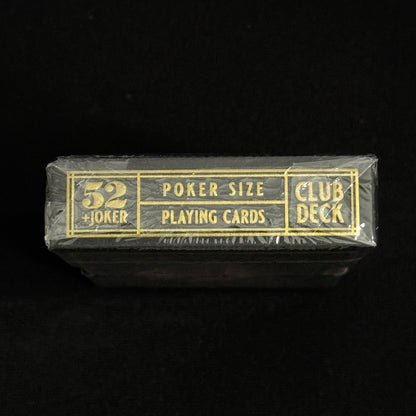 52
+JOKER
POKER SIZE
PLAYING CARDS
CLUB
DECK